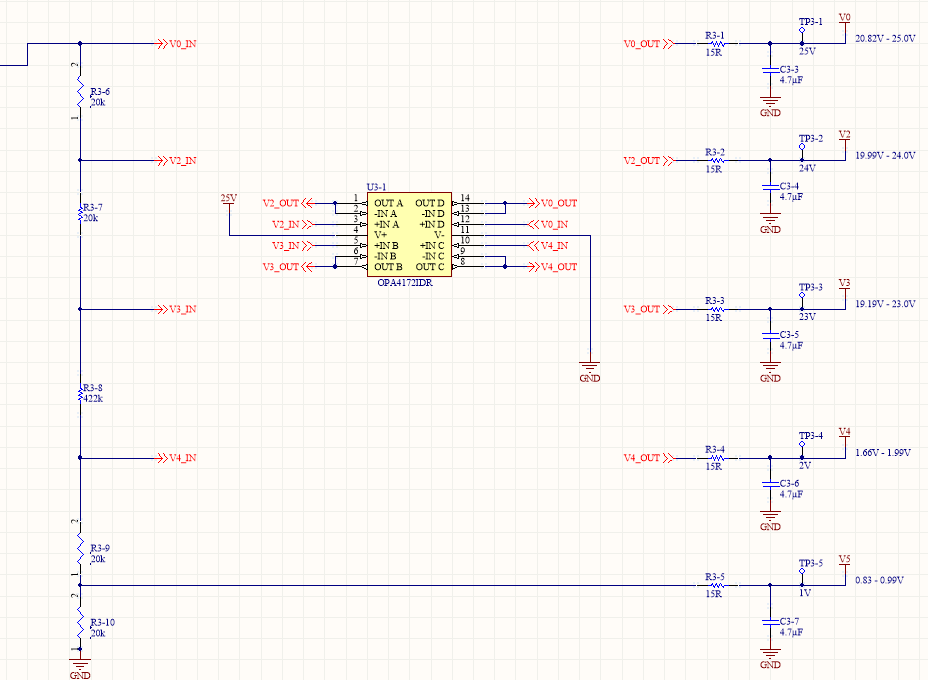 V0_IN
2
R3-6
20k
1
V2_IN
R3-7
20k
V3_IN
R3-8
422k
V4_IN
2
R3-9
20k
1
2
R3-10
20k
1
GND
25V
U3-1
V2_OUT
1
OUT A
OUT D
14
V0_OUT
2
-IN A
-IN D
13
V2_IN
3
+IN A
+IN D
12
V0_IN
4
V+
V-
11
V3_IN
5
+IN B
+IN C
10
V4_IN
6
-IN B
-IN C
9
V3_OUT
7
OUT B
OUT C
8
V4_OUT
OPA4172IDR
GND
V0_OUT
R3-1
15R
TP3-1
25V
V0
20.82V - 25.0V
C3-3
4.7µF
GND
V2_OUT
R3-2
15R
TP3-2
24V
V2
19.99V - 24.0V
C3-4
4.7µF
GND
V3_OUT
R3-3
15R
TP3-3
23V
V3
19.19V - 23.0V
C3-5
4.7µF
GND
V4_OUT
R3-4
15R
TP3-4
2V
V4
1.66V - 1.99V
C3-6
4.7µF
GND
R3-5
15R
TP3-5
1V
V5
0.83 - 0.99V
C3-7
4.7µF
GND